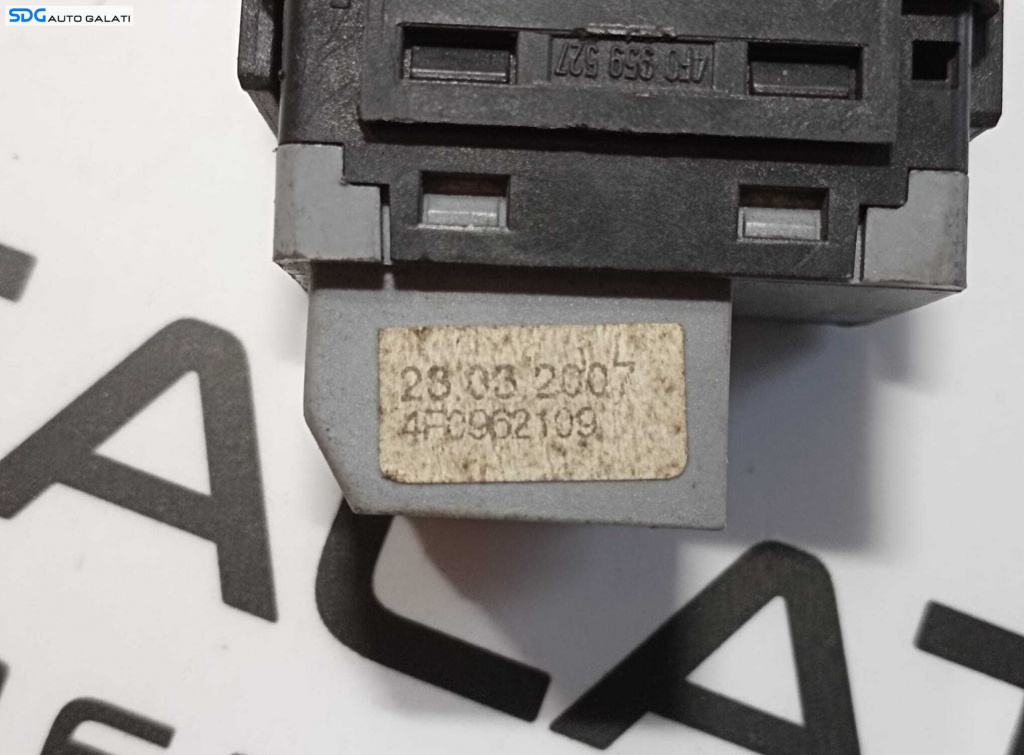 SDG AUTO GALATI
4F0 959 527
28.03.2007
4F0962109